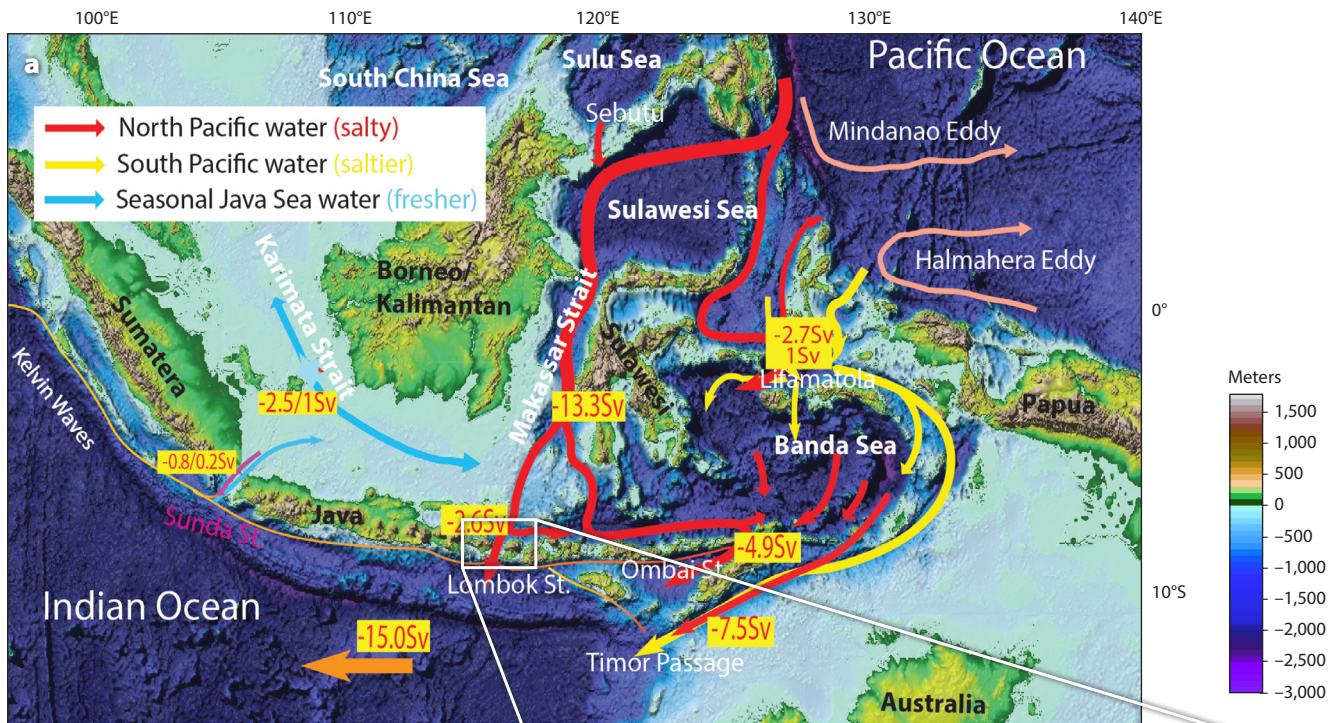 100°E
110°E
120°E
130°E
140°E
a
South China Sea
Sulu Sea
Pacific Ocean
North Pacific water (salty)
South Pacific water (saltier)
Seasonal Java Sea water (fresher)
Sebutu
Mindanao Eddy
Sulawesi Sea
Halmahera Eddy
Karimata Strait
Borneo/
Kalimantan
Makassar Strait
Sumatera
Sulawesi
0°
-2.7Sv
1Sv
Lifamatola
Kelvin Waves
-2.5/1Sv
-13.3Sv
Papua
Banda Sea
-0.8/0.2Sv
Sunda St.
Java
-2.6Sv
-4.9Sv
Ombai St.
Lombok St.
10°S
Indian Ocean
-15.0Sv
-7.5Sv
Timor Passage
Australia
Meters
1,500
1,000
500
0
−500
−1,000
−1,500
−2,000
−2,500
−3,000